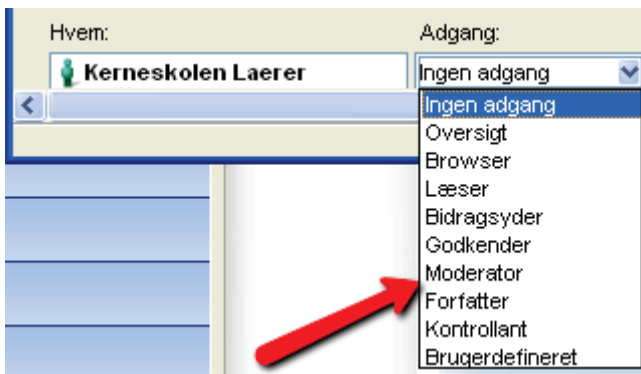 Hvem: Adgang:
Kerneskolen Laerer Ingen adgang
Ingen adgang
Oversigt
Browser
Læser
Bidragsyder
Godkender
Moderator
Forfatter
Kontrollant
Brugerdefineret